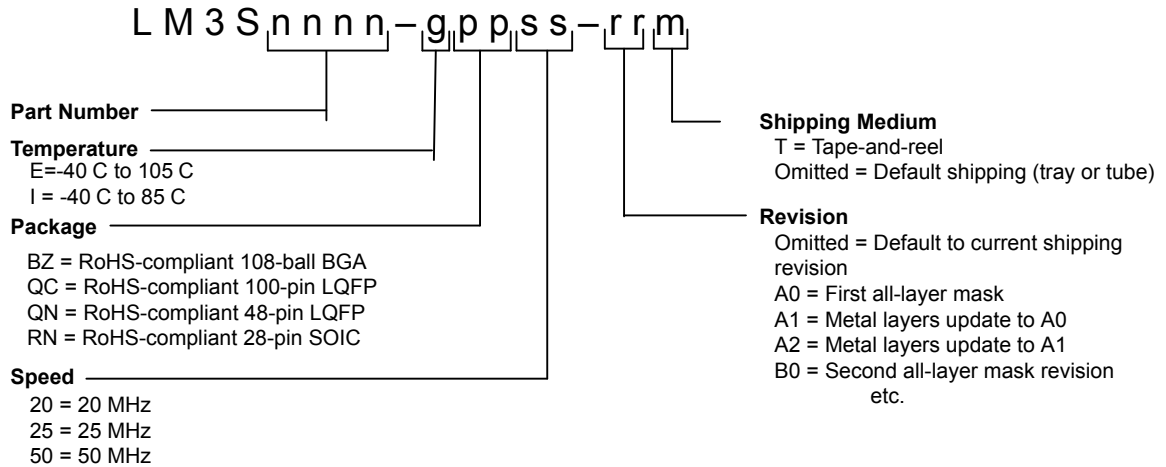 L M 3 S n n n n – g p p s s – r r m
Part Number
Temperature
E=-40 C to 105 C
I = -40 C to 85 C
Package
BZ = RoHS-compliant 108-ball BGA
QC = RoHS-compliant 100-pin LQFP
QN = RoHS-compliant 48-pin LQFP
RN = RoHS-compliant 28-pin SOIC
Speed
20 = 20 MHz
25 = 25 MHz
50 = 50 MHz
Shipping Medium
T = Tape-and-reel
Omitted = Default shipping (tray or tube)
Revision
Omitted = Default to current shipping
revision
A0 = First all-layer mask
A1 = Metal layers update to A0
A2 = Metal layers update to A1
B0 = Second all-layer mask revision
etc.